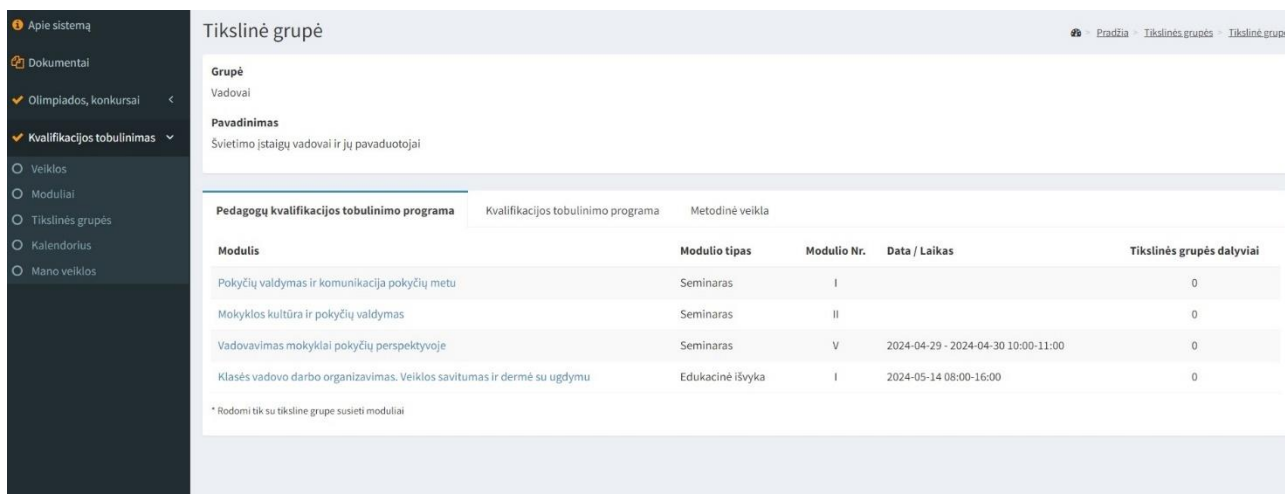 Apie sistemą
Dokumentai
Olimpiados, konkursai
Kvalifikacijos tobulinimas
Veiklos
Moduliai
Tikslinės grupės
Kalendorius
Mano veiklos
Tikslinė grupė
Pradžia > Tikslinės grupės > Tikslinė grupė
Grupė
Vadovai
Pavadinimas
Švietimo įstaigų vadovai ir jų pavaduotojai
Pedagogų kvalifikacijos tobulinimo programa Kvalifikacijos tobulinimo programa Metodinė veikla
Modulis Modulio tipas Modulio Nr. Data / Laikas Tikslinės grupės dalyviai
Pokyčių valdymas ir komunikacija pokyčių metu Seminaras I 0
Mokyklos kultūra ir pokyčių valdymas Seminaras II 0
Vadovavimas mokyklai pokyčių perspektyvoje Seminaras V 2024-04-29 - 2024-04-30 10:00-11:00 0
Klasės vadovo darbo organizavimas. Veiklos savitumas ir dermė su ugdymu Edukacinė išvyka I 2024-05-14 08:00-16:00 0
* Rodomi tik su tiksline grupe susieti moduliai